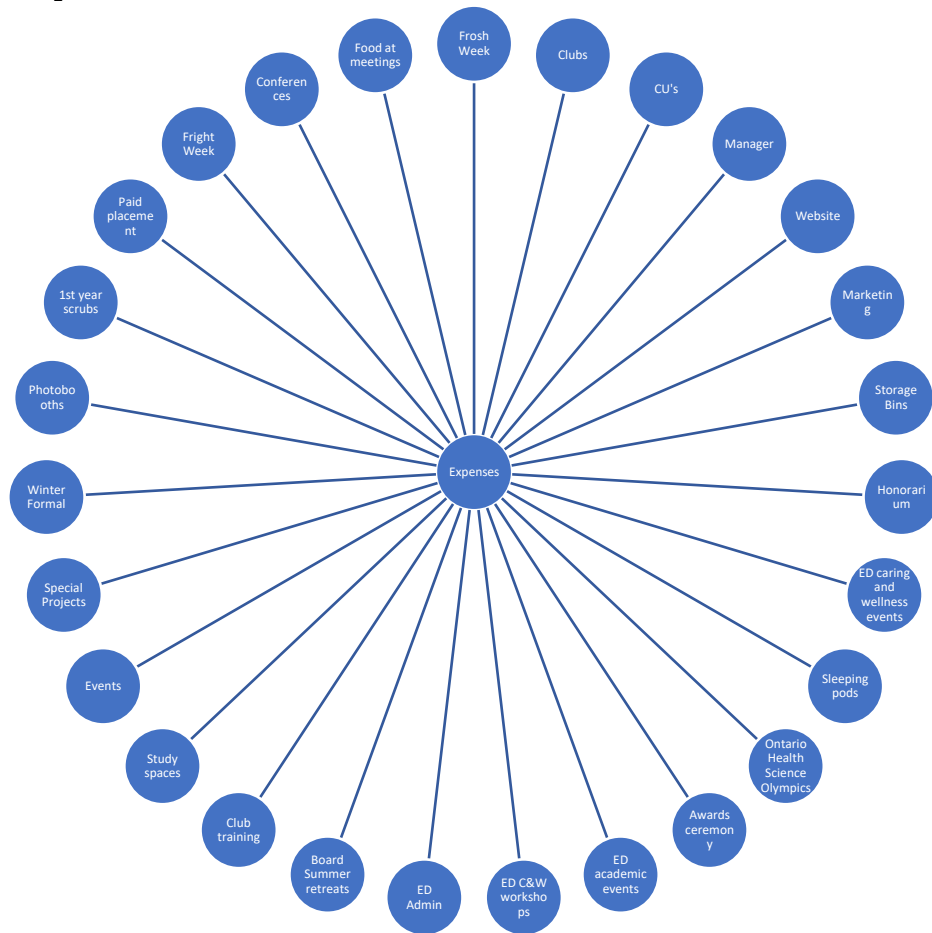 Frosh
Week
Clubs
CU's
Manager
Website
Marketin
g
Storage
Bins
Honorari
um
ED caring
and
wellness
events
Sleeping
pods
Ontario
Health
Science
Olympics
Awards
ceremon
y
ED
academic
events
ED C&W
worksho
ps
ED
Admin
Board
Summer
retreats
Club
training
Study
spaces
Events
Special
Projects
Winter
Formal
Photobo
oths
1st year
scrubs
Paid
placeme
nt
Fright
Week
Conferen
ces
Food at
meetings
Expenses